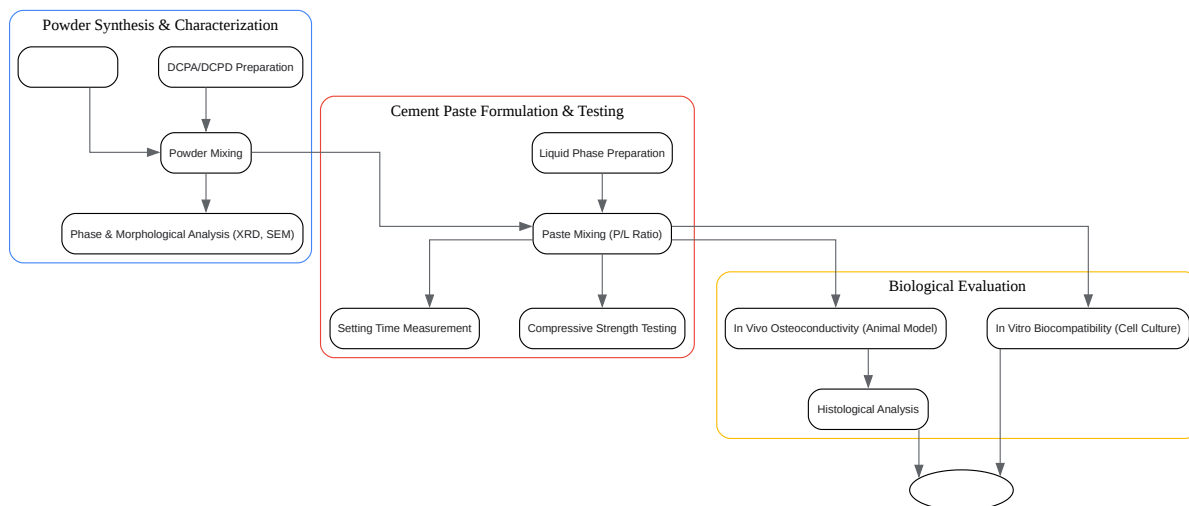 Powder Synthesis & Characterization
DCPA/DCPD Preparation
Powder Mixing
Phase & Morphological Analysis (XRD, SEM)
Cement Paste Formulation & Testing
Liquid Phase Preparation
Paste Mixing (P/L Ratio)
Setting Time Measurement
Compressive Strength Testing
Biological Evaluation
In Vivo Osteoconductivity (Animal Model)
In Vitro Biocompatibility (Cell Culture)
Histological Analysis